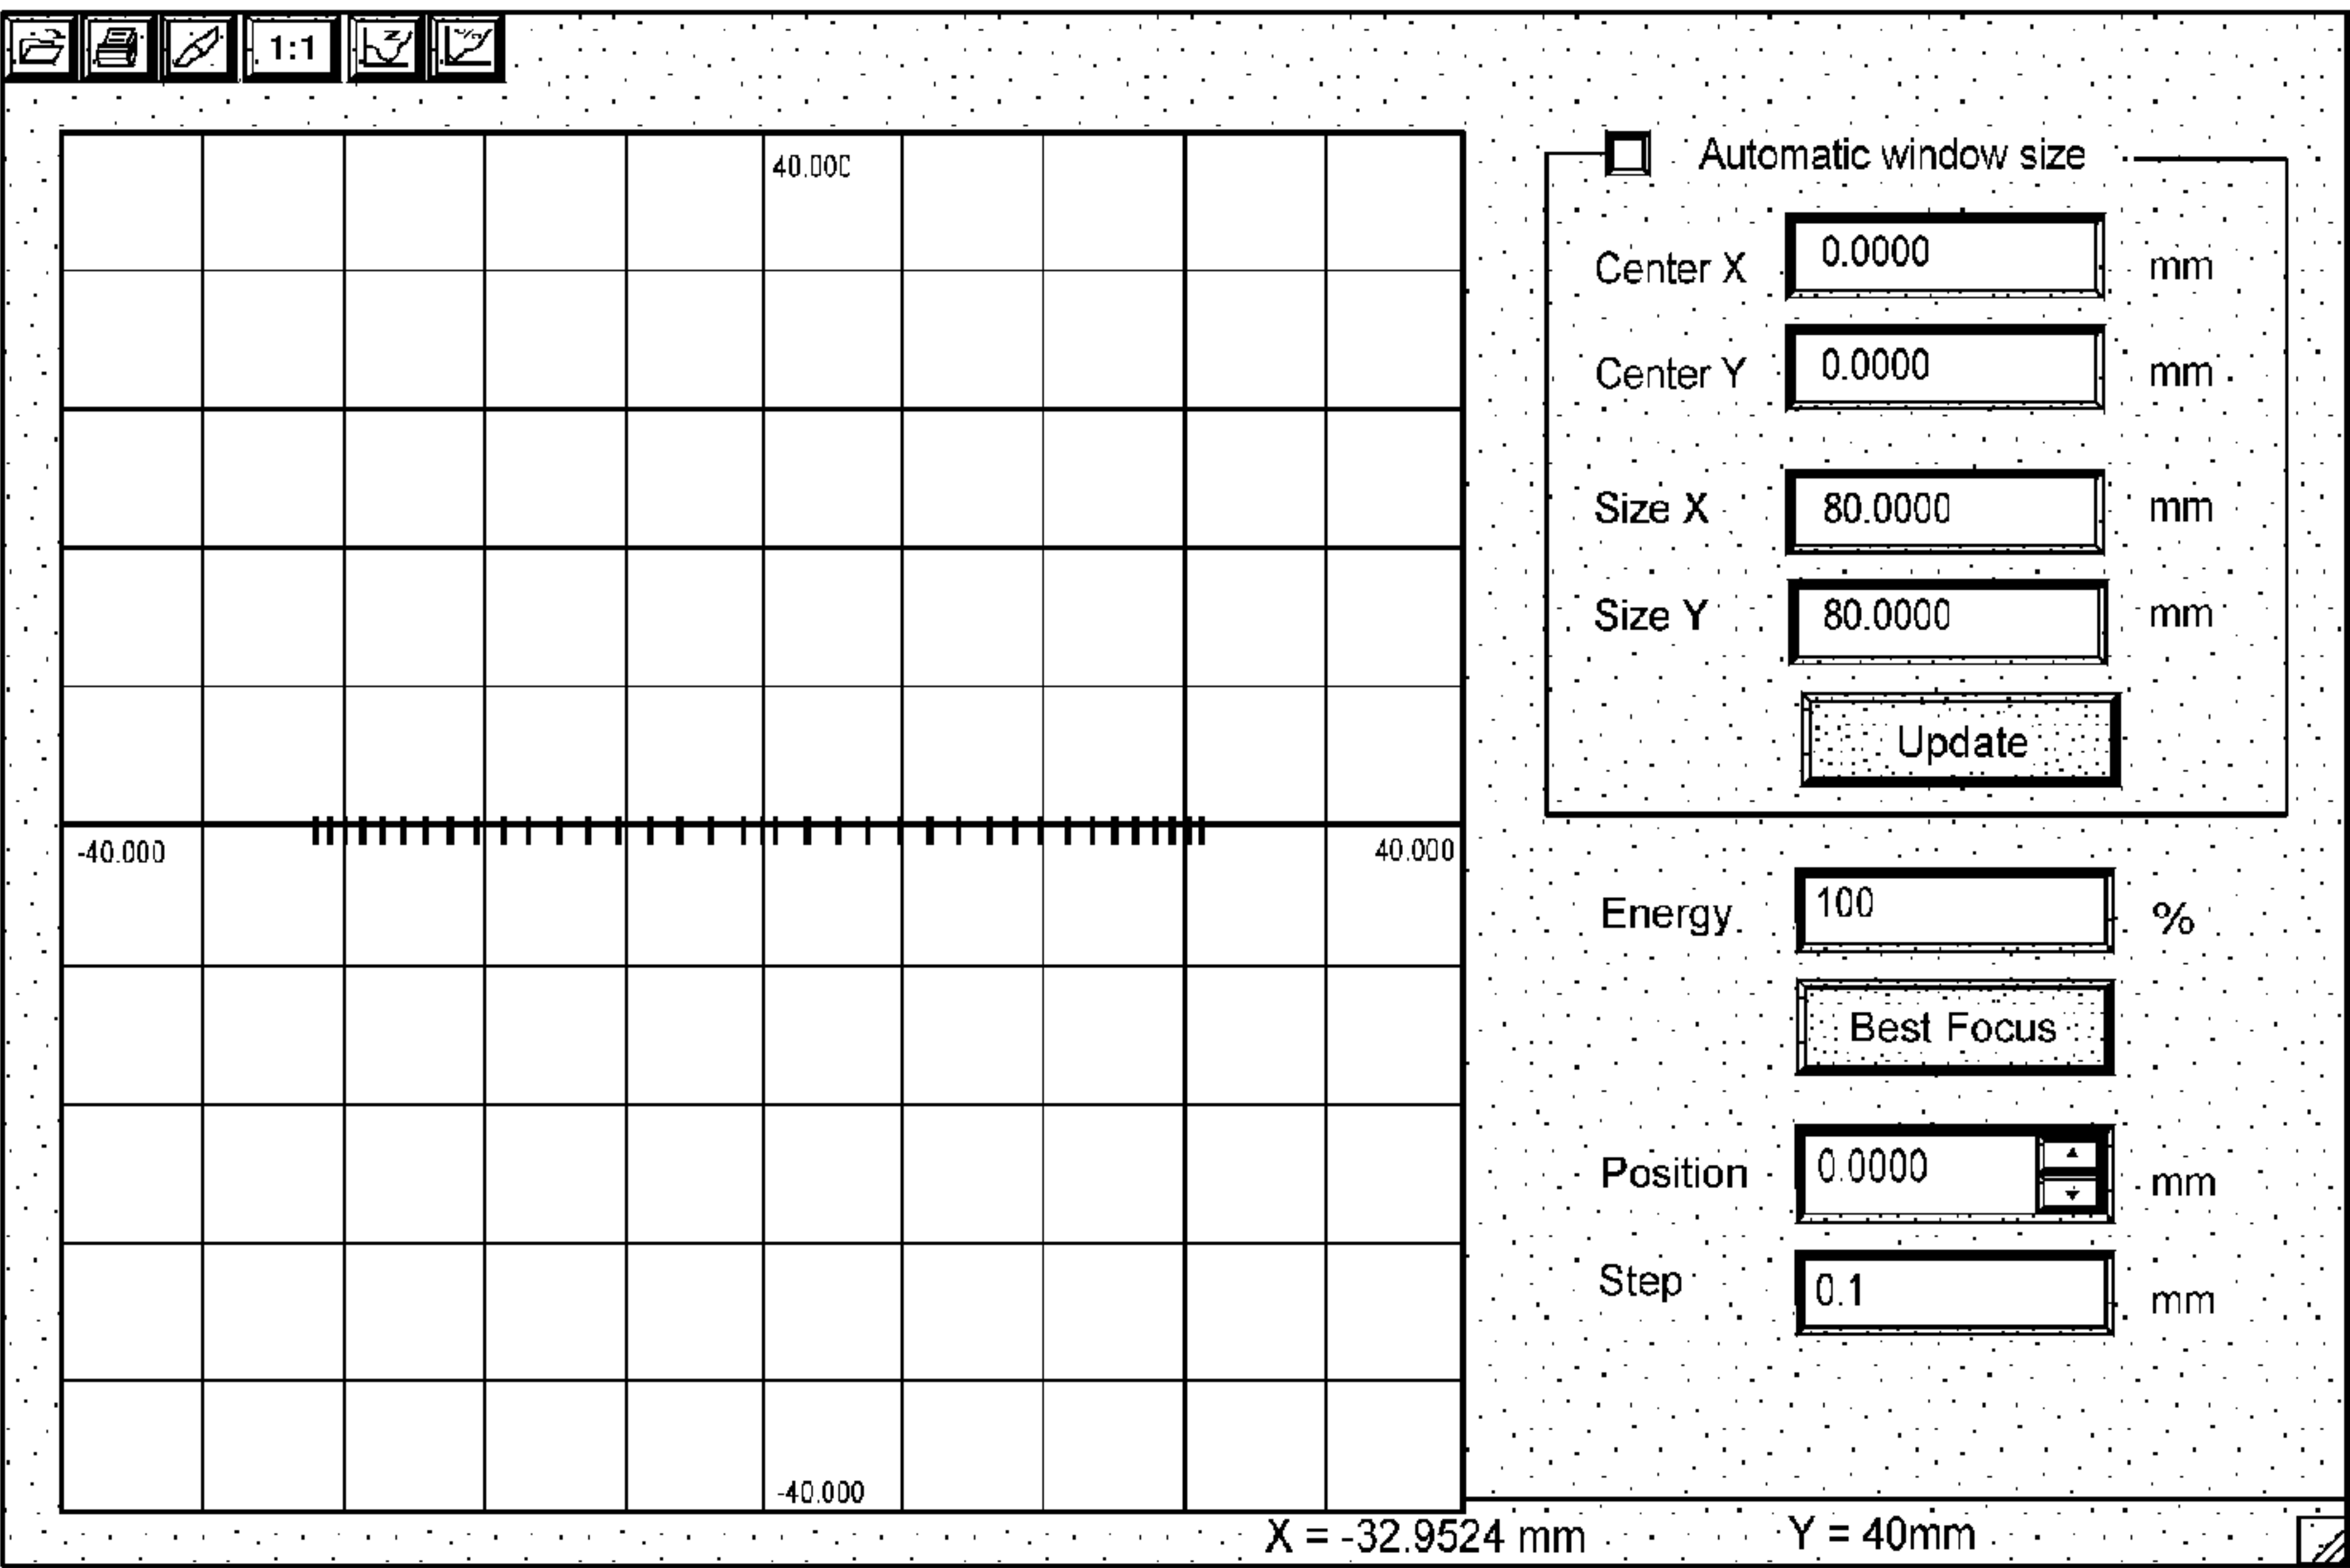 1:1
40.000
Automatic window size
Center X 0.0000 mm
Center Y 0.0000 mm
Size X 80.0000 mm
Size Y 80.0000 mm
Update
-40.000
40.000
Energy 100 %
Best Focus
Position 0.0000 mm
Step 0.1 mm
-40.000
X = -32.9524 mm Y = 40mm